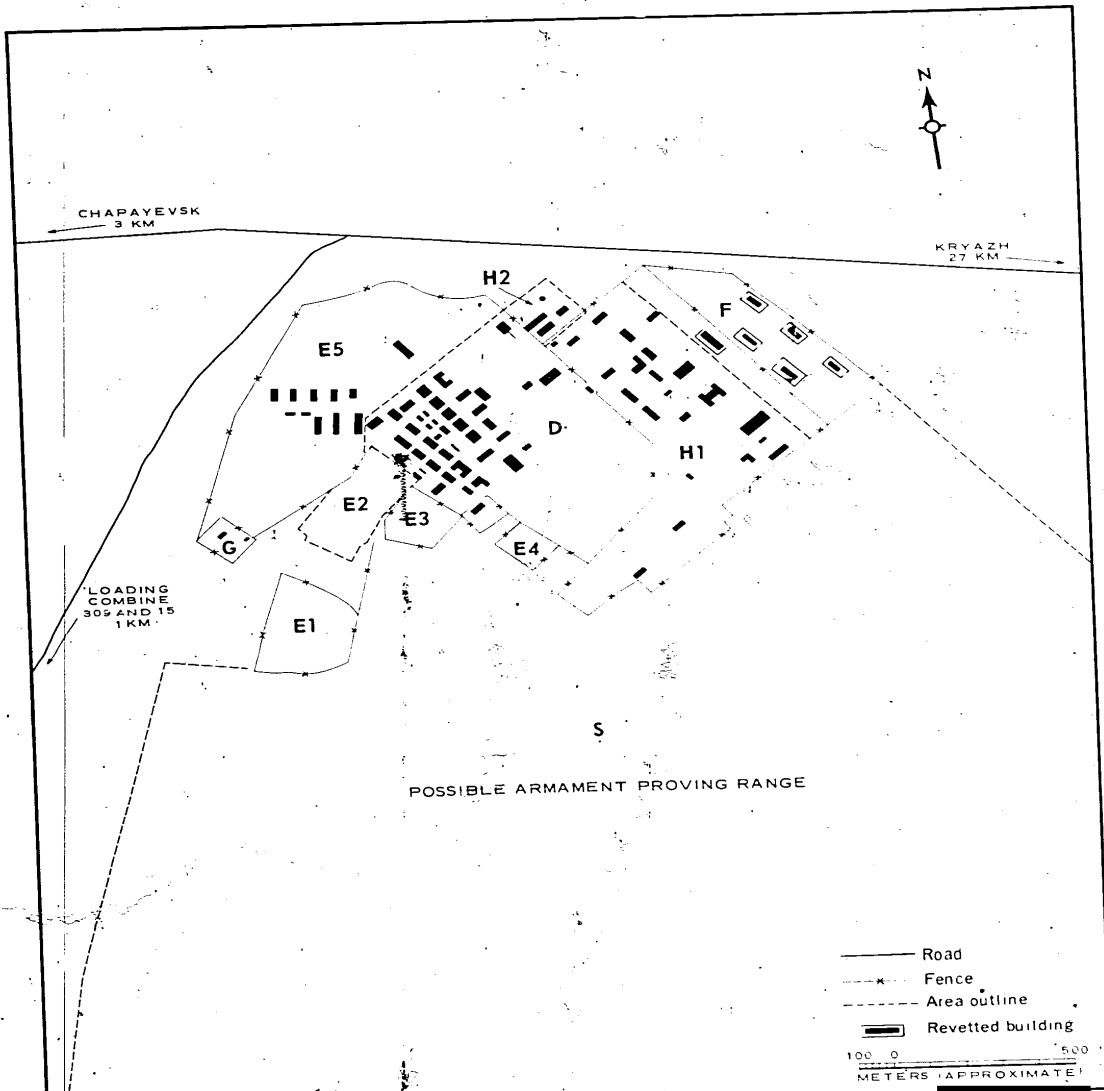 N
CHAPAYEVSK
3 KM
KRYAZH
27 KM
H2
F
E5
D
H1
E2
E3
E4
G
LOADING
COMBINE
309 AND 15
1 KM
E1
S
POSSIBLE ARMAMENT PROVING RANGE
Road
Fence
Area outline
Revetted building
100 0 500
METERS (APPROXIMATE)